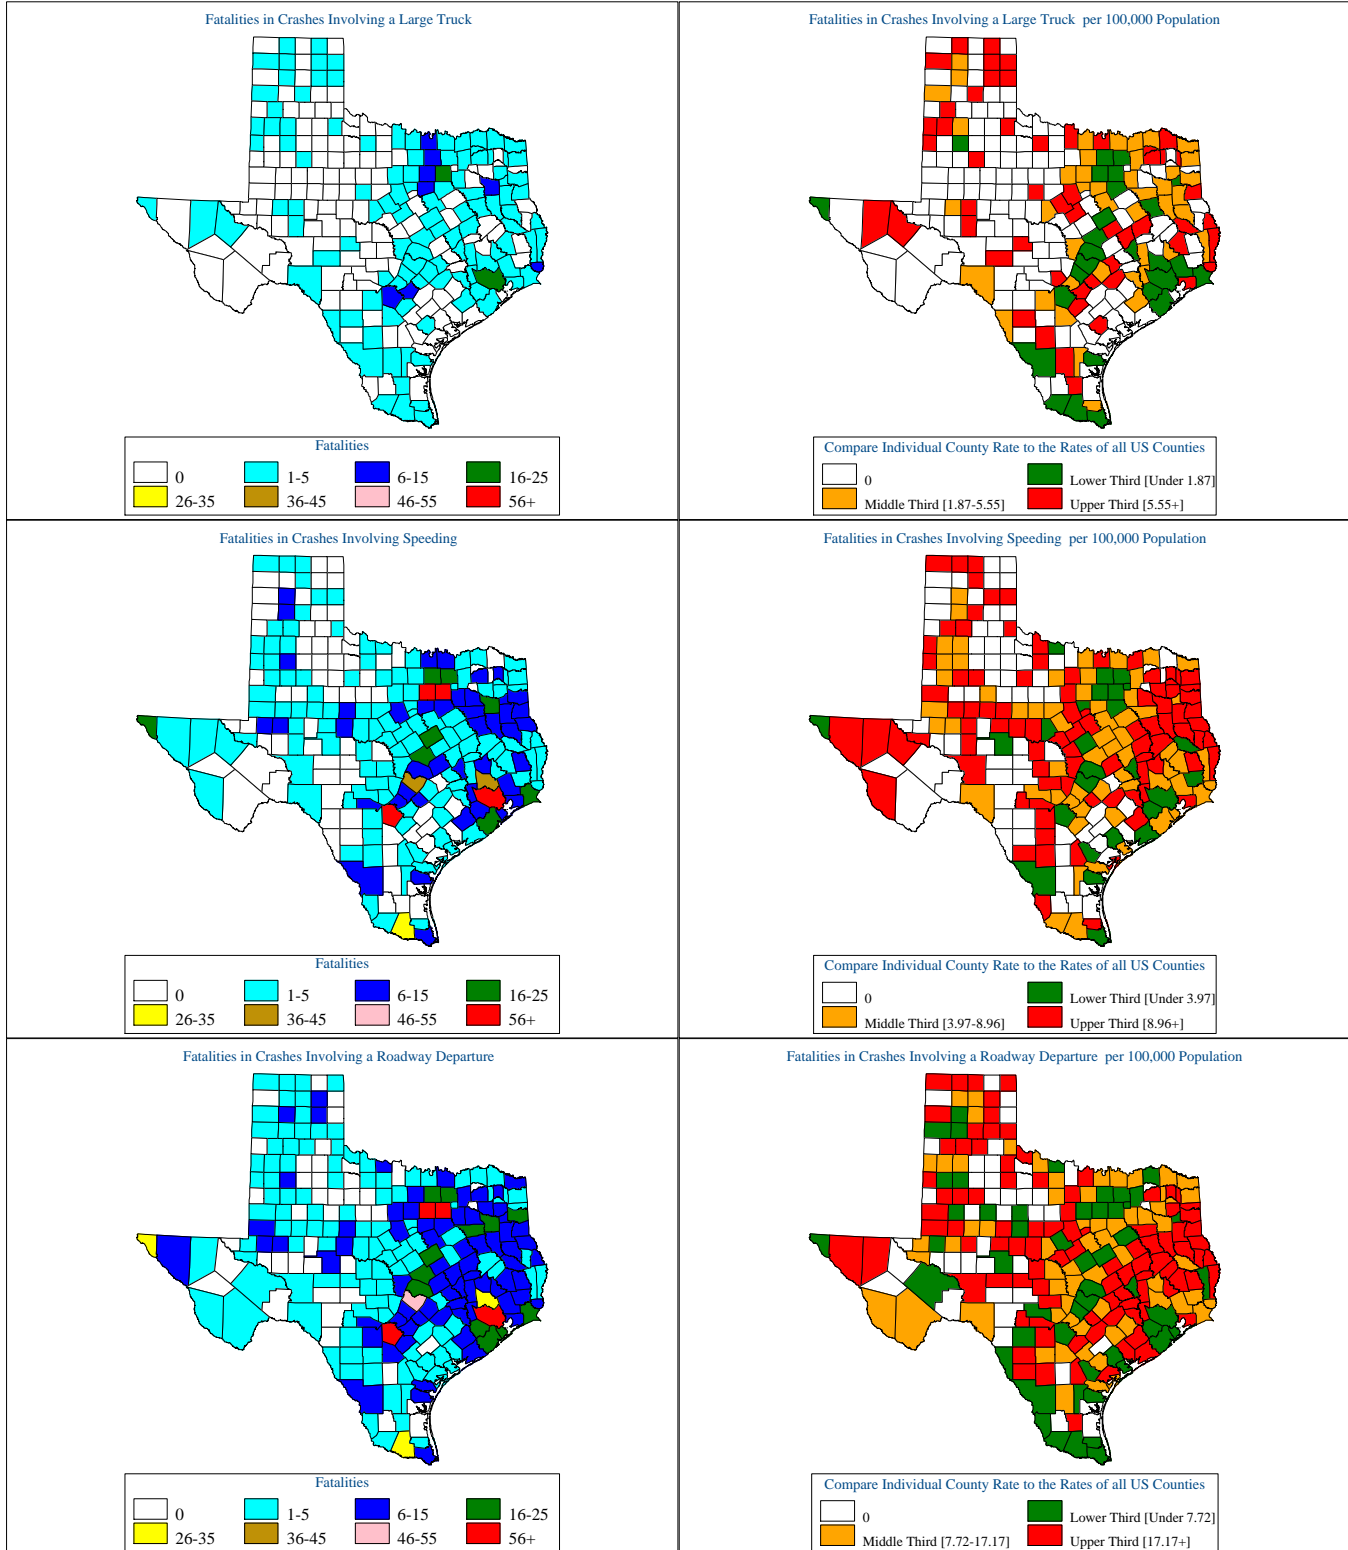 Fatalities in Crashes Involving a Large Truck
0
1-5
6-15
16-25
26-35
36-45
46-55
56+
Fatalities
Fatalities in Crashes Involving a Large Truck per 100,000 Population
Compare Individual County Rate to the Rates of all US Counties
0
Lower Third [Under 1.87]
Middle Third [1.87-5.55]
Upper Third [5.55+]
Fatalities in Crashes Involving Speeding
Fatalities
0
1-5
6-15
16-25
26-35
36-45
46-55
56+
Fatalities in Crashes Involving Speeding per 100,000 Population
Compare Individual County Rate to the Rates of all US Counties
0
Lower Third [Under 3.97]
Middle Third [3.97-8.96]
Upper Third [8.96+]
Fatalities in Crashes Involving a Roadway Departure
Fatalities
0
1-5
6-15
16-25
26-35
36-45
46-55
56+
Fatalities in Crashes Involving a Roadway Departure per 100,000 Population
Compare Individual County Rate to the Rates of all US Counties
0
Lower Third [Under 7.72]
Middle Third [7.72-17.17]
Upper Third [17.17+]